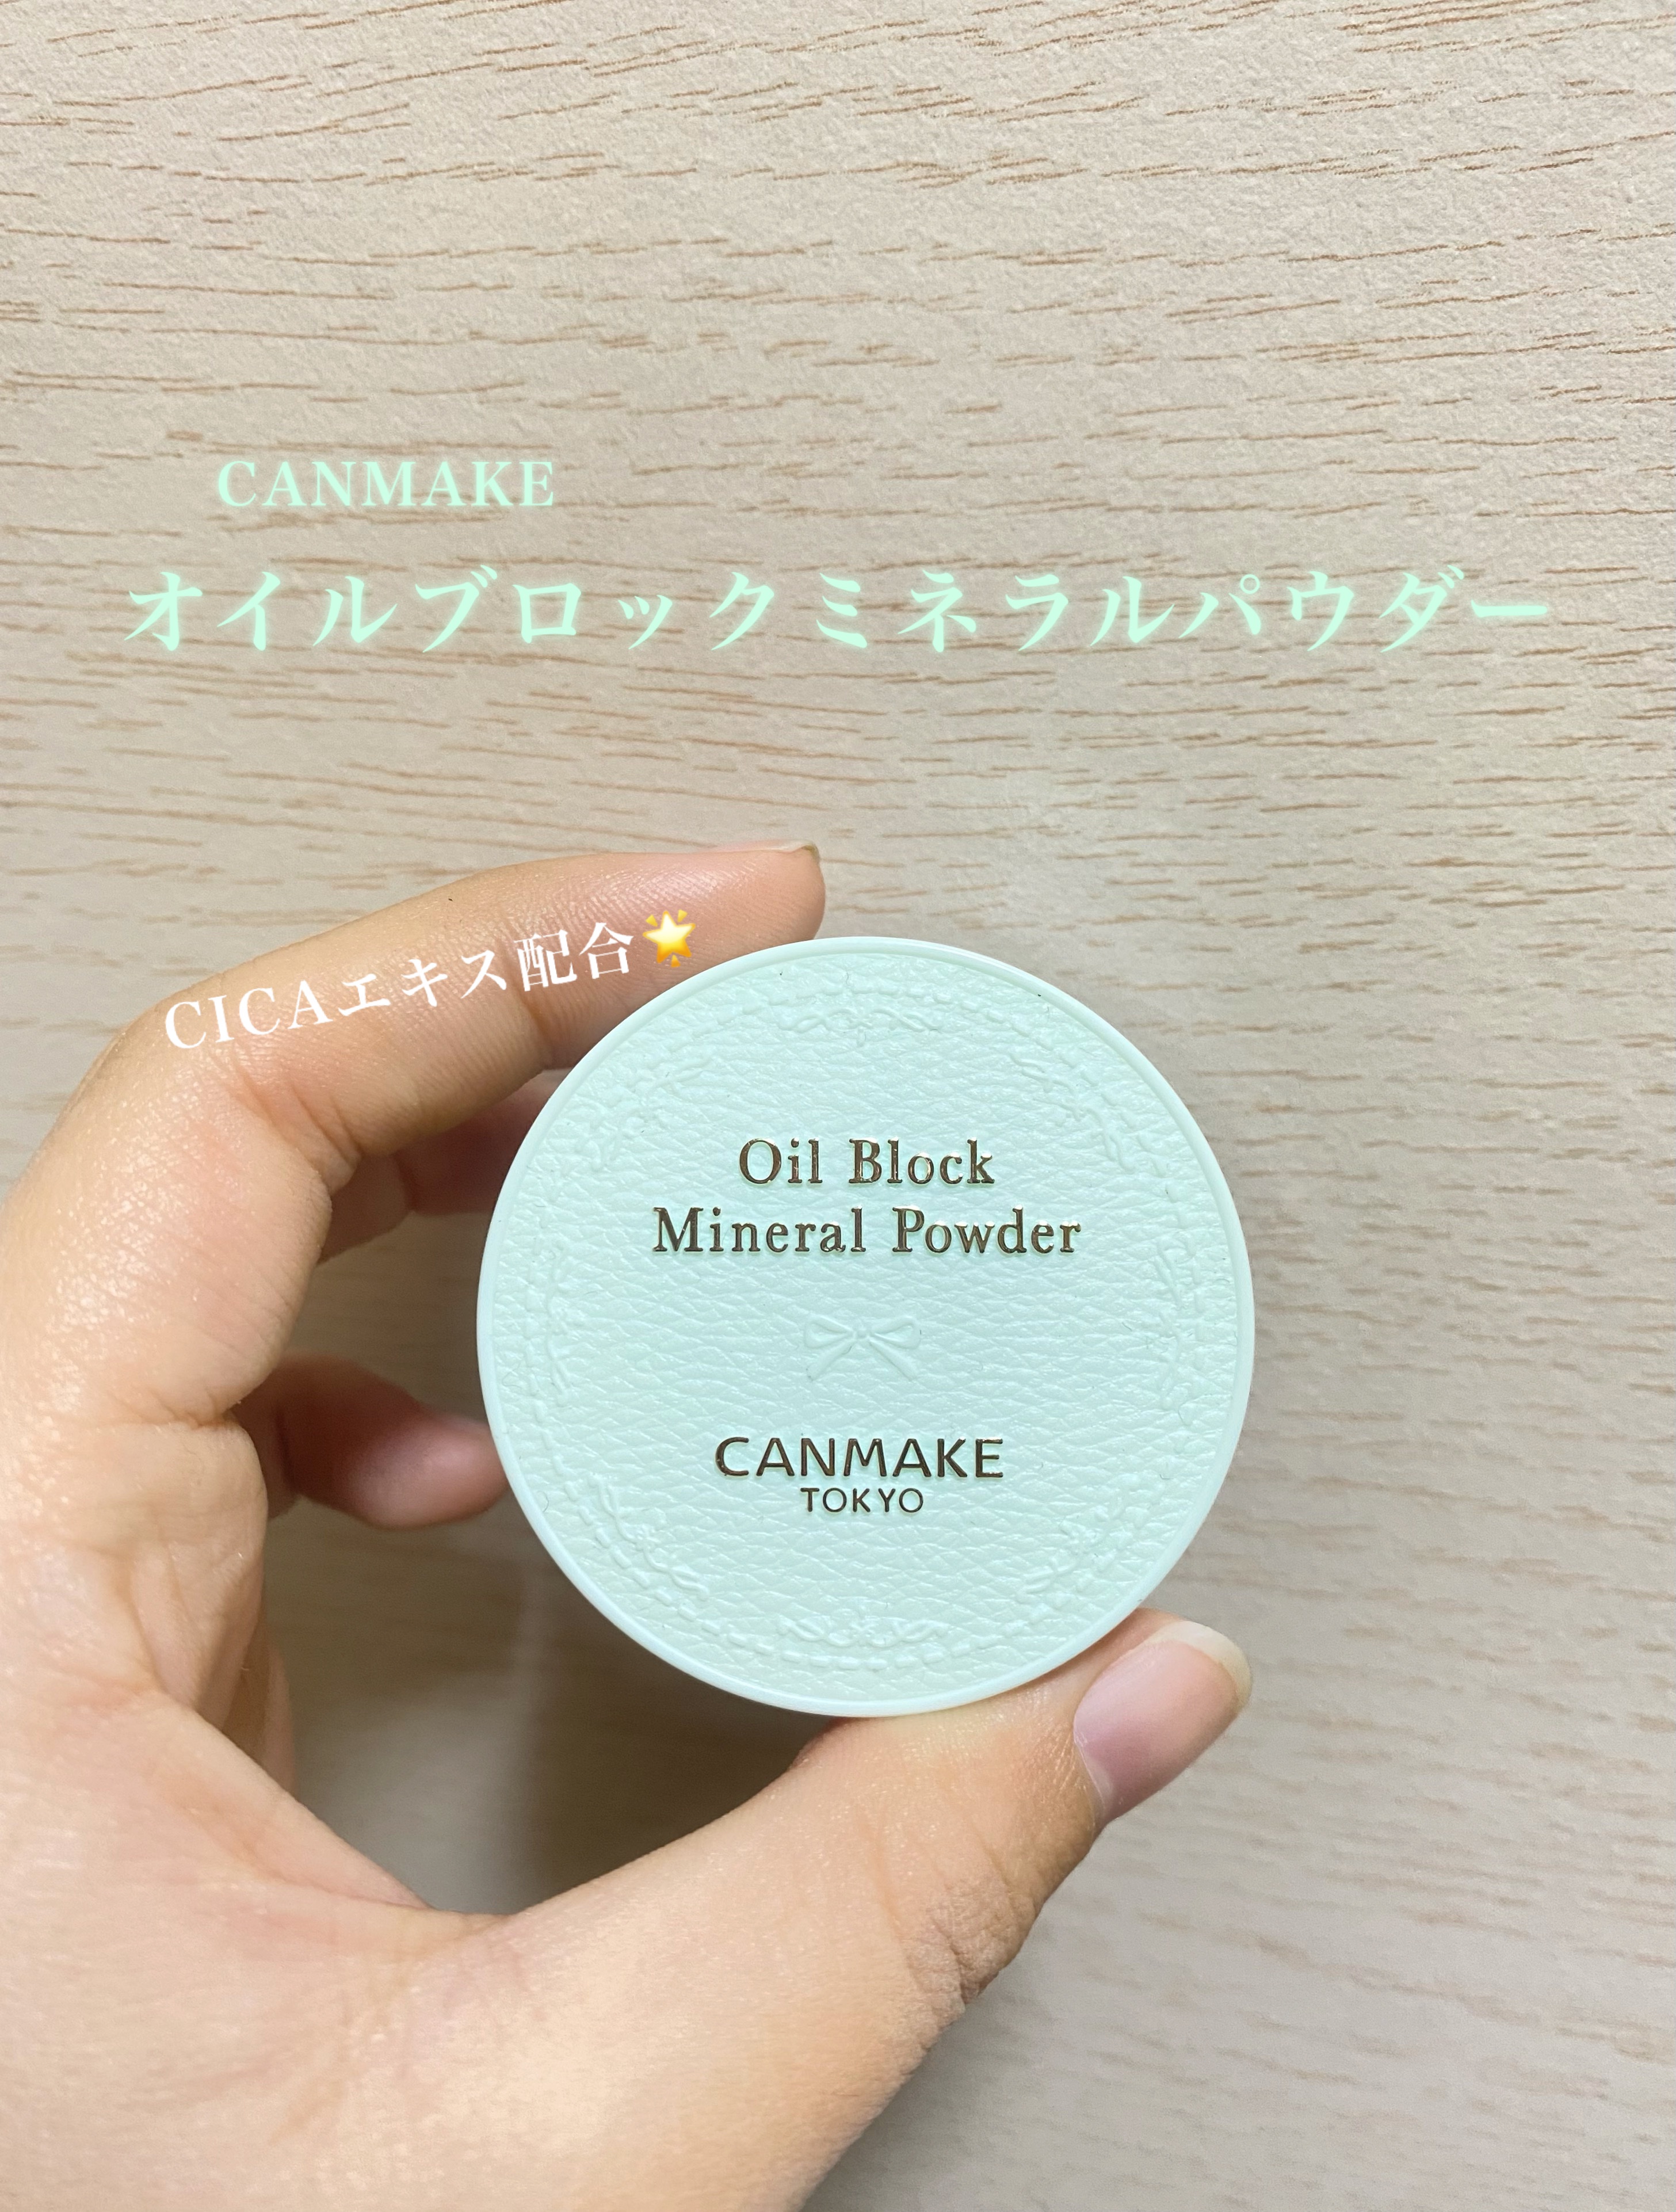 CANMAKE
オイルブロックミネラルパウダー
CICAエキス配合🌟
Oil Block
Mineral Powder
CANMAKE
TOKYO